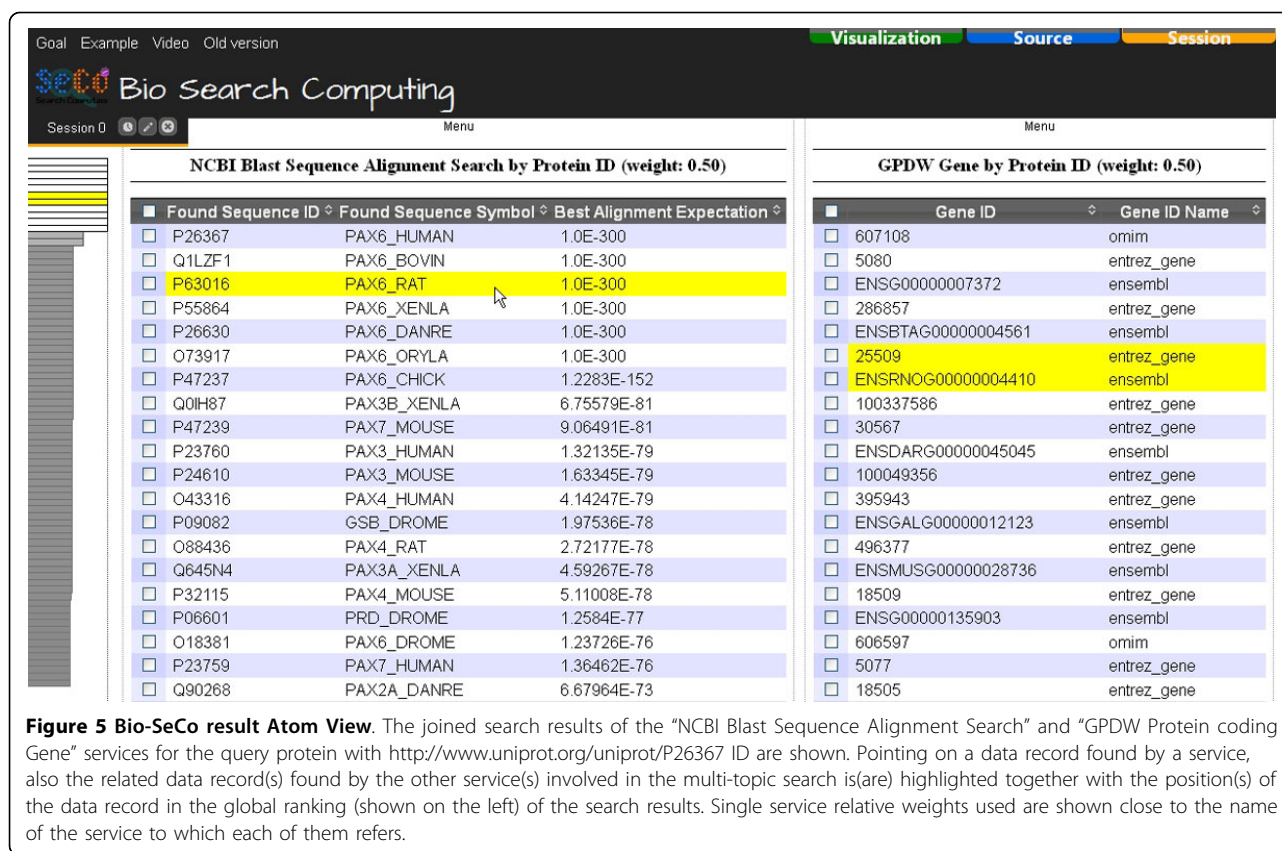 Goal Example Video Old version
Visualization Source Session
SeCo Bio Search Computing
Search Computing
Session 0
Menu Menu
NCBI Blast Sequence Alignment Search by Protein ID (weight: 0.50) GPDW Gene by Protein ID (weight: 0.50)
Found Sequence ID Found Sequence Symbol Best Alignment Expectation Gene ID Gene ID Name
P26367 PAX6_HUMAN 1.0E-300 607108 omim
Q1LZF1 PAX6_BOVIN 1.0E-300 5080 entrez_gene
P63016 PAX6_RAT 1.0E-300 ENSG00000007372 ensembl
P55864 PAX6_XENLA 1.0E-300 286857 entrez_gene
P26630 PAX6_DANRE 1.0E-300 ENSBTAG00000004561 ensembl
O73917 PAX6_ORYLA 1.0E-300 25509 entrez_gene
P47237 PAX6_CHICK 1.2283E-152 ENSRNOG00000004410 ensembl
Q0IH87 PAX3B_XENLA 6.75579E-81 100337586 entrez_gene
P47239 PAX7_MOUSE 9.06491E-81 30567 entrez_gene
P23760 PAX3_HUMAN 1.32135E-79 ENSDARG00000045045 ensembl
P24610 PAX3_MOUSE 1.63345E-79 100049356 entrez_gene
O43316 PAX4_HUMAN 4.14247E-79 395943 entrez_gene
P09082 GSB_DROME 1.97536E-78 ENSGALG00000012123 ensembl
O88436 PAX4_RAT 2.72177E-78 496377 entrez_gene
Q645N4 PAX3A_XENLA 4.59267E-78 ENSMUSG00000028736 ensembl
P32115 PAX4_MOUSE 5.11008E-78 18509 entrez_gene
P06601 PRD_DROME 1.2584E-77 ENSG00000135903 ensembl
O18381 PAX6_DROME 1.23726E-76 606597 omim
P23759 PAX7_HUMAN 1.36462E-76 5077 entrez_gene
Q90268 PAX2A_DANRE 6.67964E-73 18505 entrez_gene
Figure 5 Bio-SeCo result Atom View. The joined search results of the “NCBI Blast Sequence Alignment Search” and “GPDW Protein coding
Gene” services for the query protein with http://www.uniprot.org/uniprot/P26367 ID are shown. Pointing on a data record found by a service,
also the related data record(s) found by the other service(s) involved in the multi-topic search is(are) highlighted together with the position(s) of
the data record in the global ranking (shown on the left) of the search results. Single service relative weights used are shown close to the name
of the service to which each of them refers.